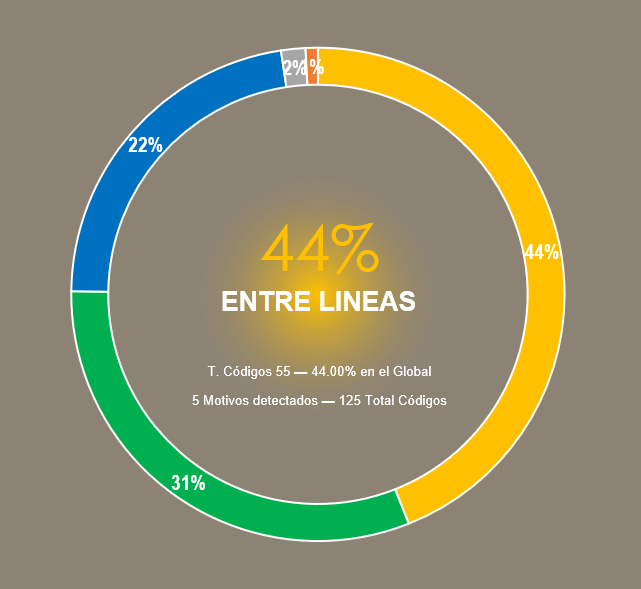 2%
1%
22%
44%
44%
ENTRE LINEAS
T. Códigos 55 — 44.00% en el Global
5 Motivos detectados — 125 Total Códigos
31%